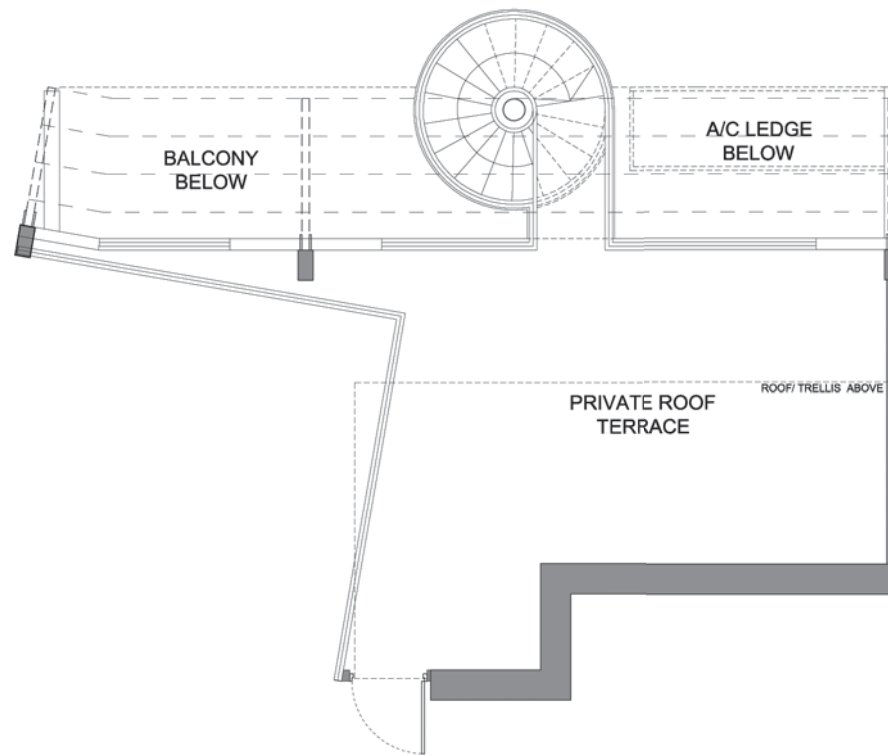 BALCONY
BELOW
A/C LEDGE
BELOW
ROOF/ TRELLIS ABOVE
PRIVATE ROOF
TERRACE